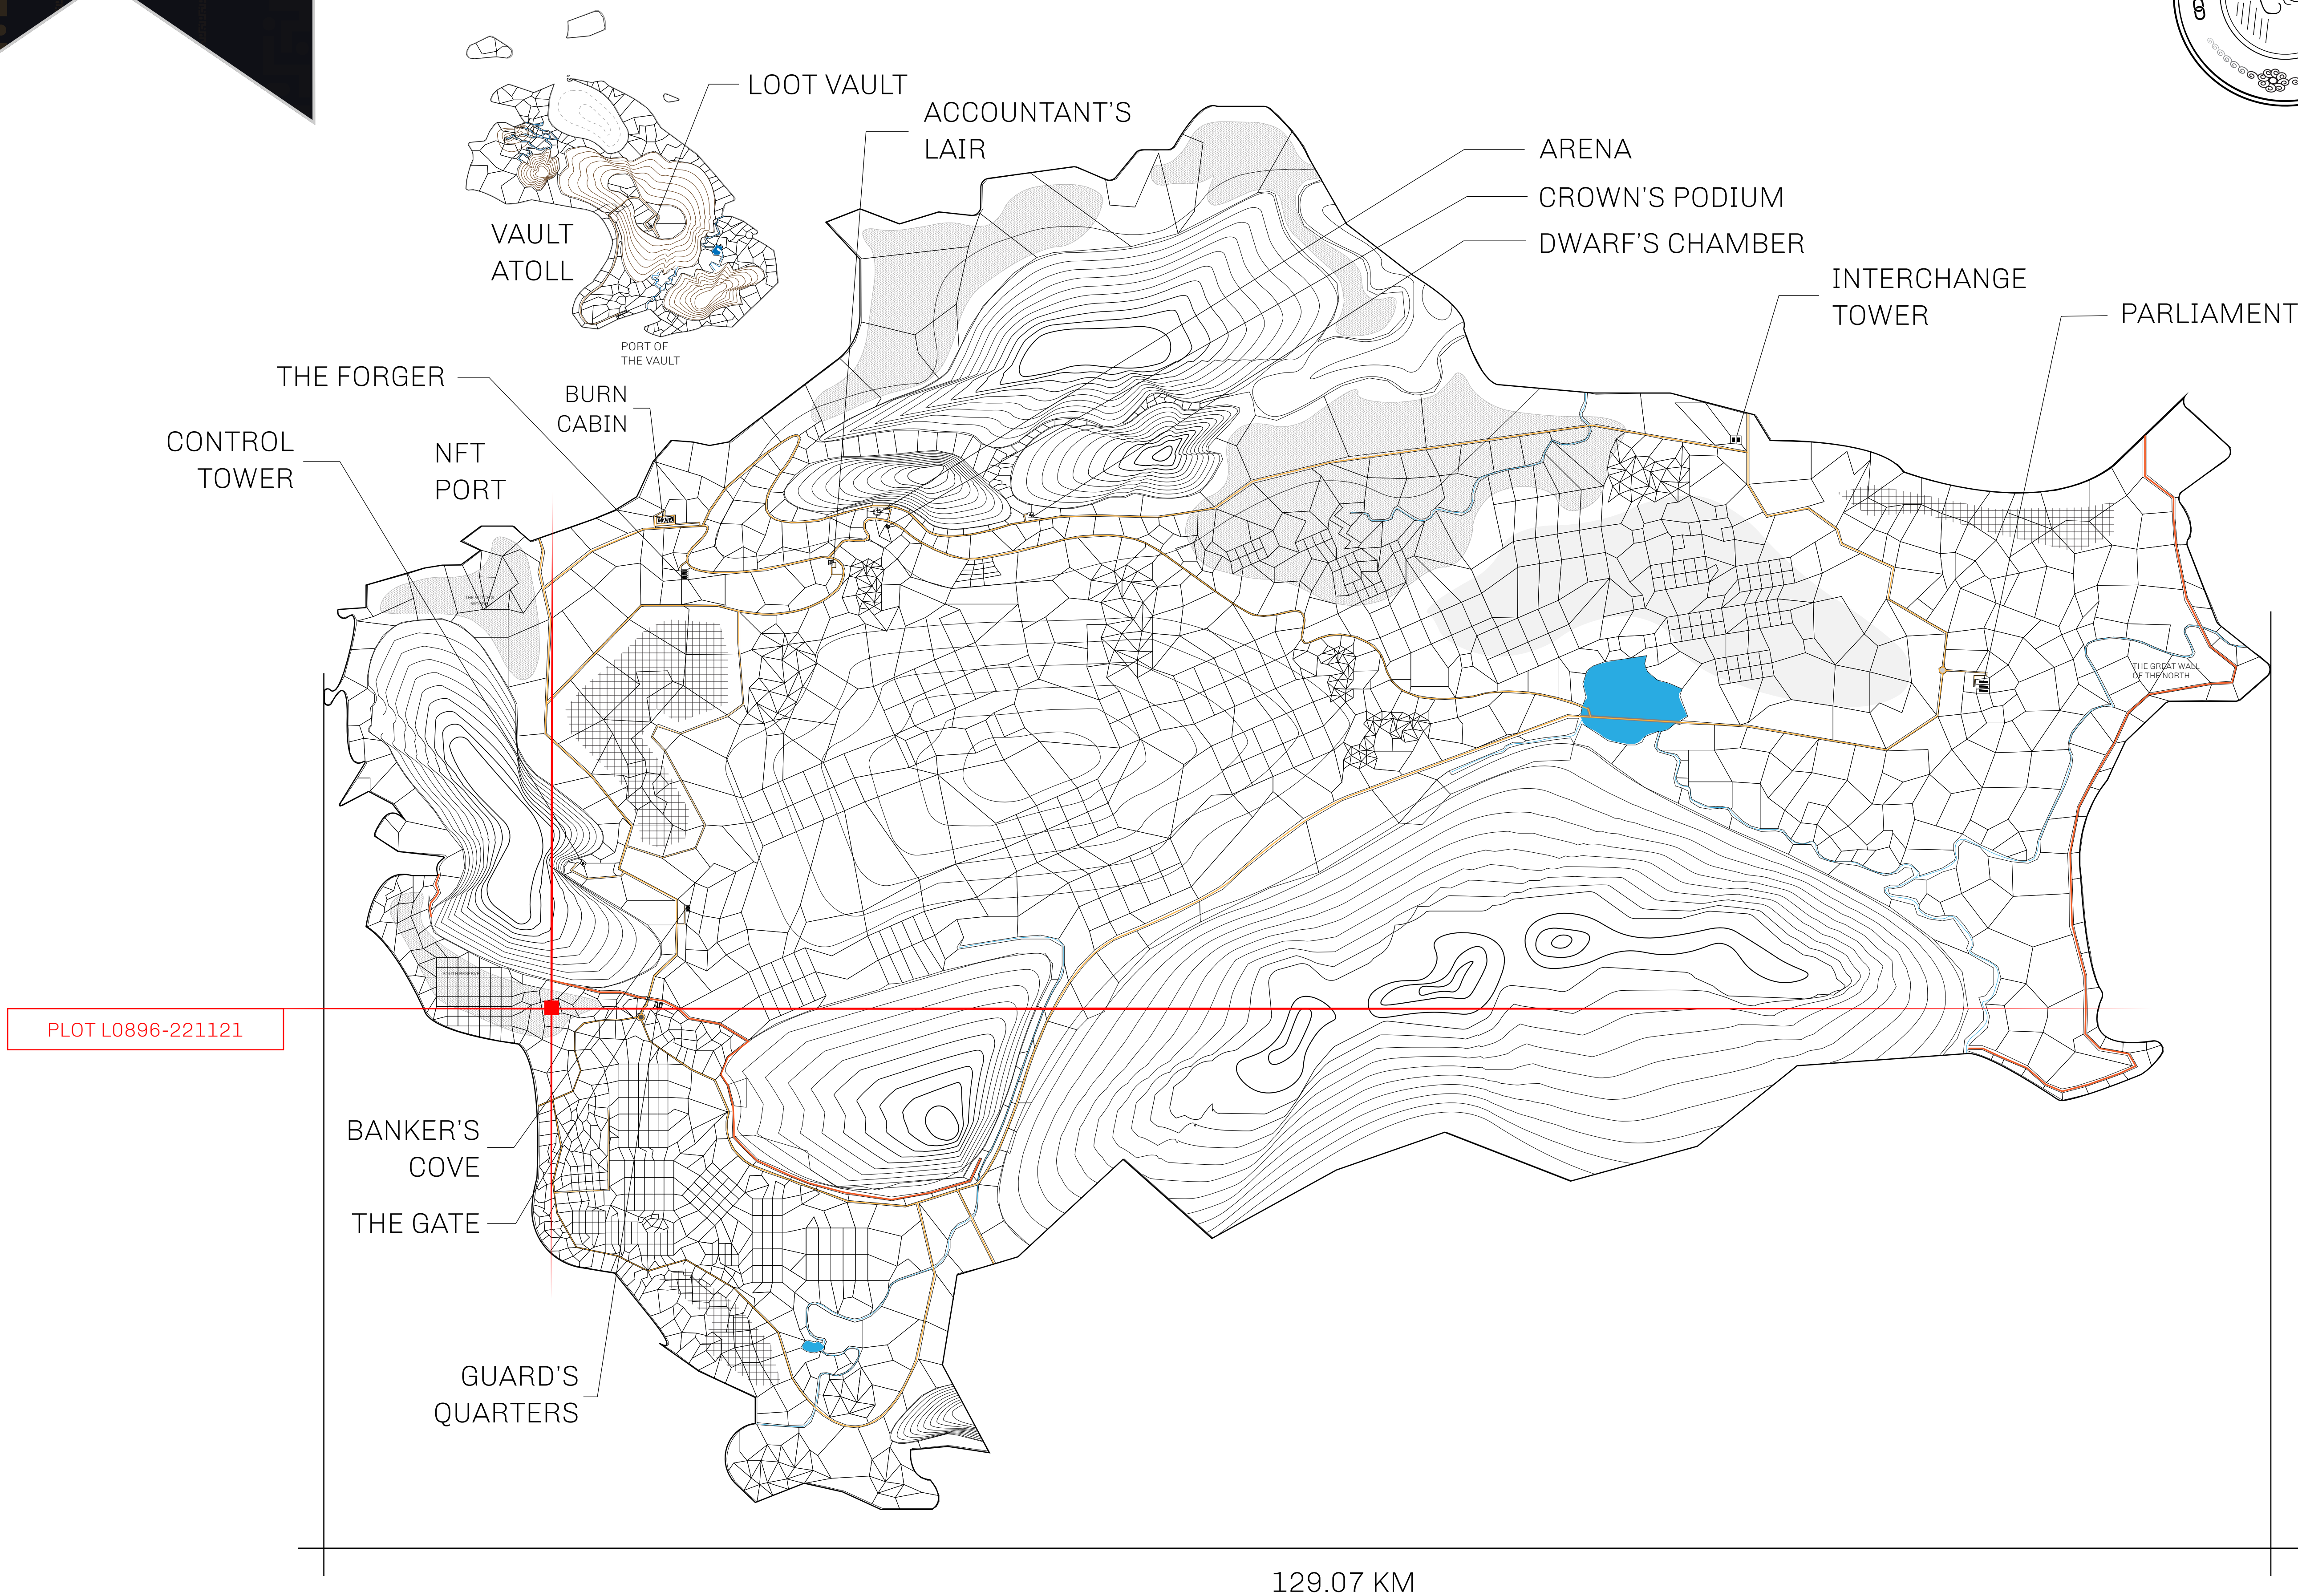 LOOT VAULT
ACCOUNTANT'S
LAIR
ARENA
CROWN'S PODIUM
DWARF'S CHAMBER
INTERCHANGE
TOWER
PARLIAMENT
VAULT
ATOLL
PORT OF
THE VAULT
THE FORGER
BURN
CABIN
CONTROL
TOWER
NFT
PORT
THE GREAT WALL
OF THE NORTH
SOUTH RESERVE
PLOT L0896-221121
BANKER'S
COVE
THE GATE
GUARD'S
QUARTERS
129.07 KM